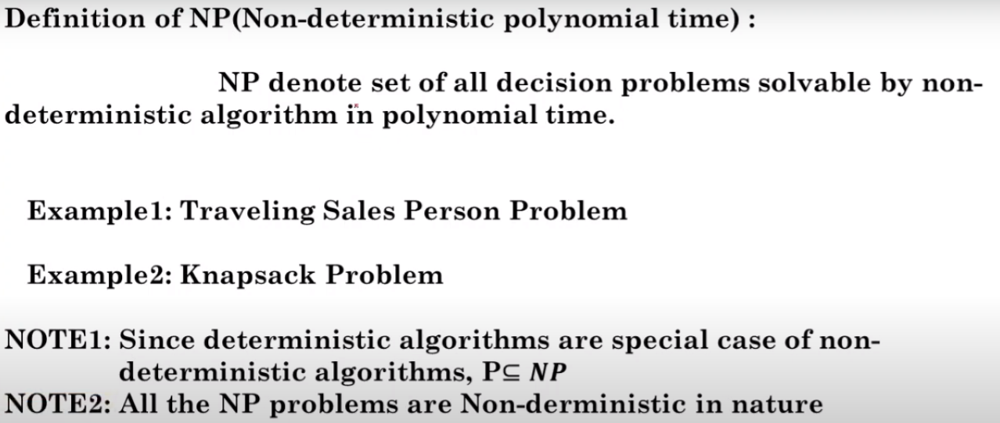 Definition of NP(Non-deterministic polynomial time) :
NP denote set of all decision problems solvable by non-
deterministic algorithm in polynomial time.
Example1: Traveling Sales Person Problem
Example2: Knapsack Problem
NOTE1: Since deterministic algorithms are special case of non-
deterministic algorithms, P⊆ NP
NOTE2: All the NP problems are Non-derministic in nature